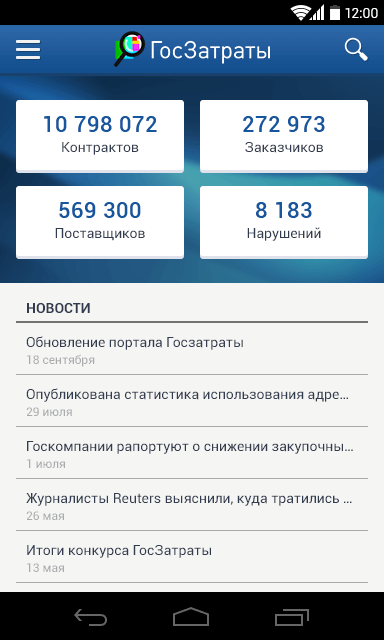 12:00
ГосЗатраты
10 798 072
Контрактов
272 973
Заказчиков
569 300
Поставщиков
8 183
Нарушений
НОВОСТИ
Обновление портала Госзатраты
18 сентября
Опубликована статистика использования адре...
29 июля
Госкомпании рапортуют о снижении закупочны...
1 июля
Журналисты Reuters выяснили, куда тратились ...
26 мая
Итоги конкурса ГосЗатраты
13 мая